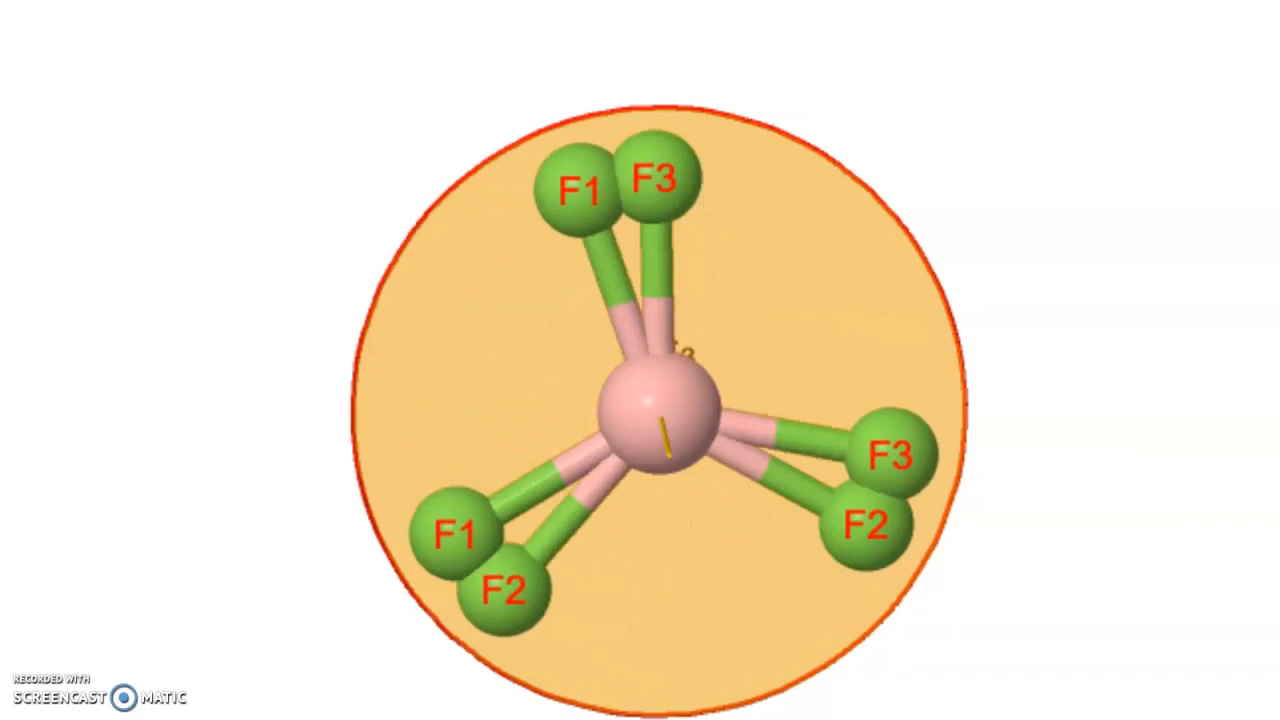 F1 F3
F3
F2
F1
F2
RECORDED WITH
SCREENCAST MATIC